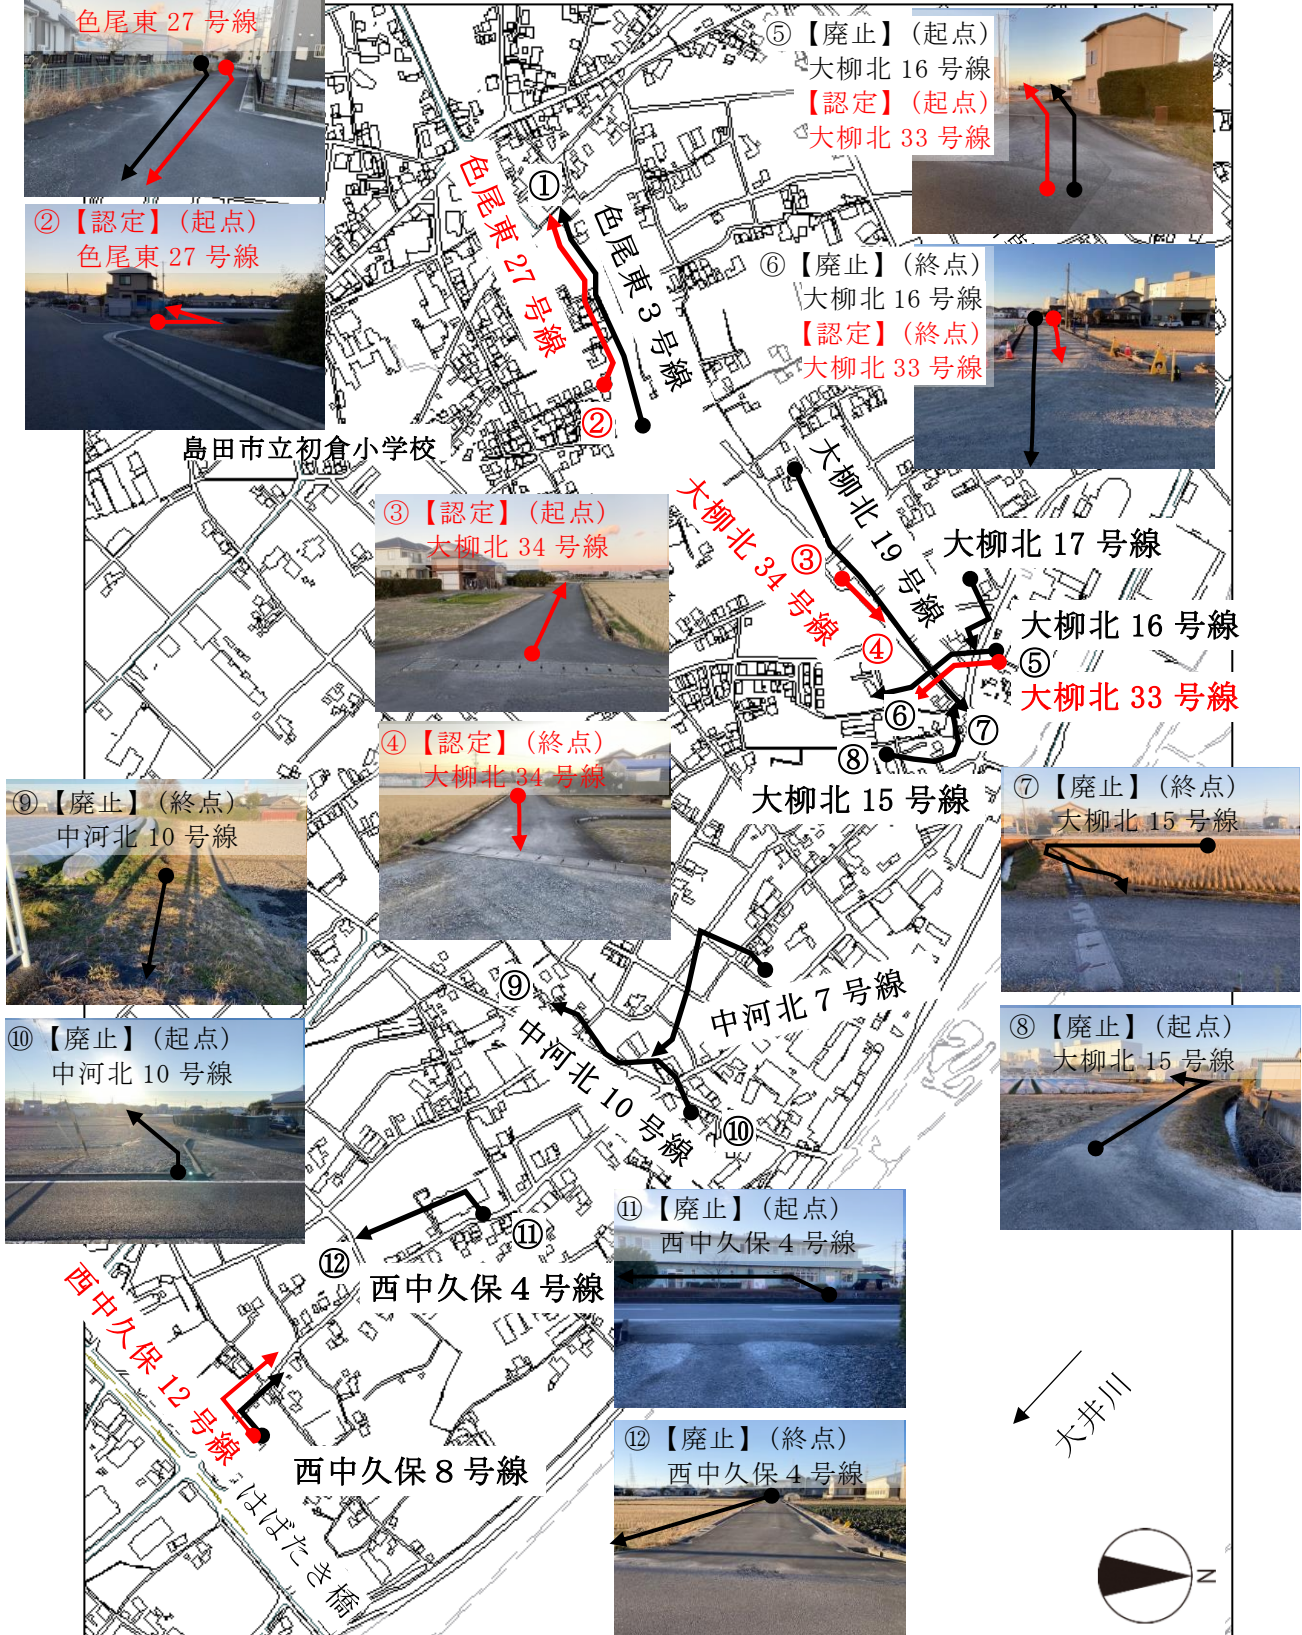 色尾東 27 号線
②【認定】(起点)
色尾東 27 号線
⑤【廃止】(起点)
大柳北 16 号線
【認定】(起点)
大柳北 33 号線
⑥【廃止】(終点)
大柳北 16 号線
【認定】(終点)
大柳北 33 号線
①
色尾東 27 号線
色尾東 3 号線
②
島田市立初倉小学校
③【認定】(起点)
大柳北 34 号線
大柳北 34 号線
大柳北 19 号線
大柳北 17 号線
③
④
大柳北 16 号線
⑤
大柳北 33 号線
⑥
⑦
⑧
大柳北 15 号線
④【認定】(終点)
大柳北 34 号線
⑦【廃止】(終点)
大柳北 15 号線
⑨【廃止】(終点)
中河北 10 号線
⑨
中河北 7 号線
中河北 10 号線
⑩
⑧【廃止】(起点)
大柳北 15 号線
⑩【廃止】(起点)
中河北 10 号線
⑪
⑫
西中久保 4 号線
⑪【廃止】(起点)
西中久保 4 号線
西中久保 12 号線
西中久保 8 号線
はばたき橋
⑫【廃止】(終点)
西中久保 4 号線
大井川
N